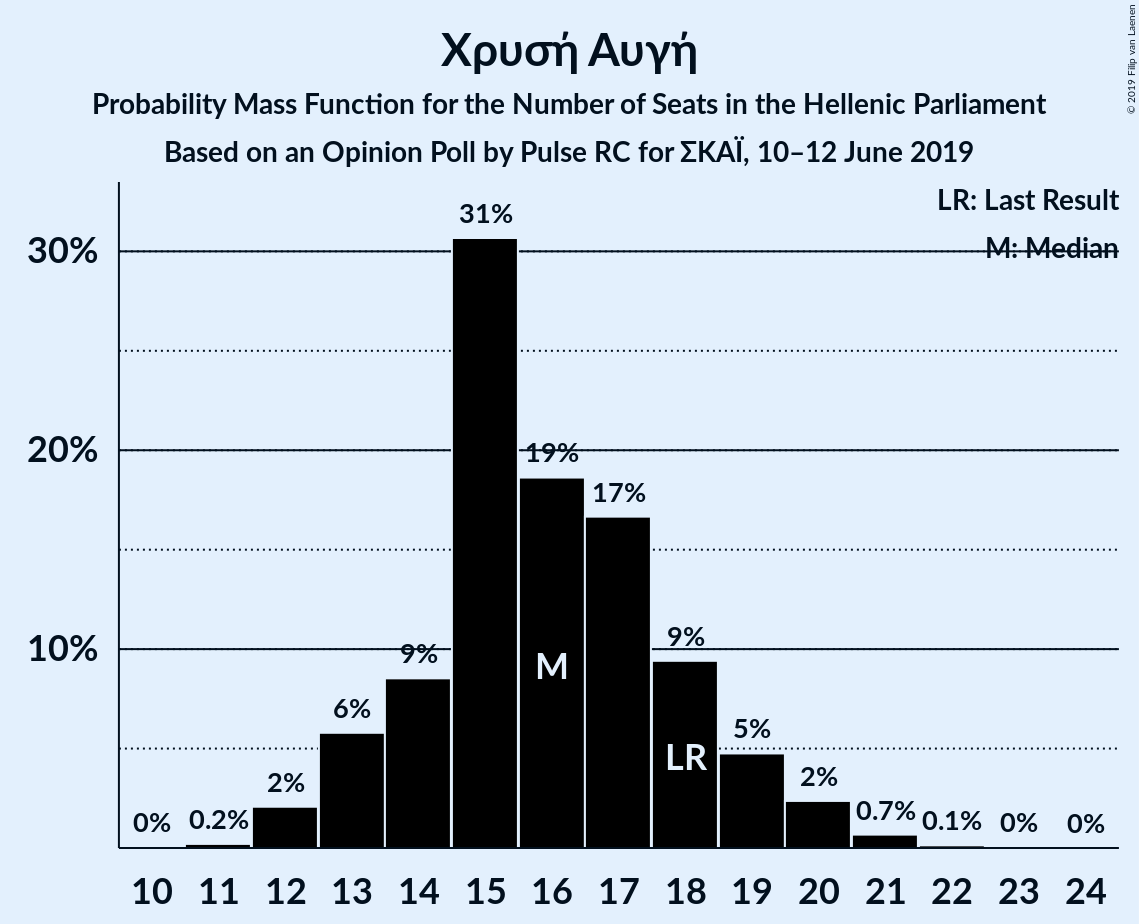 Χρυσή Αυγή
Probability Mass Function for the Number of Seats in the Hellenic Parliament
Based on an Opinion Poll by Pulse RC for ΣΚΑΪ, 10–12 June 2019
© 2019 Filip van Laenen
LR: Last Result
M: Median
30%
20%
10%
0%
0.2%
2%
6%
9%
31%
19%
17%
9%
5%
2%
0.7%
0.1%
0%
0%
M
LR
10 11 12 13 14 15 16 17 18 19 20 21 22 23 24